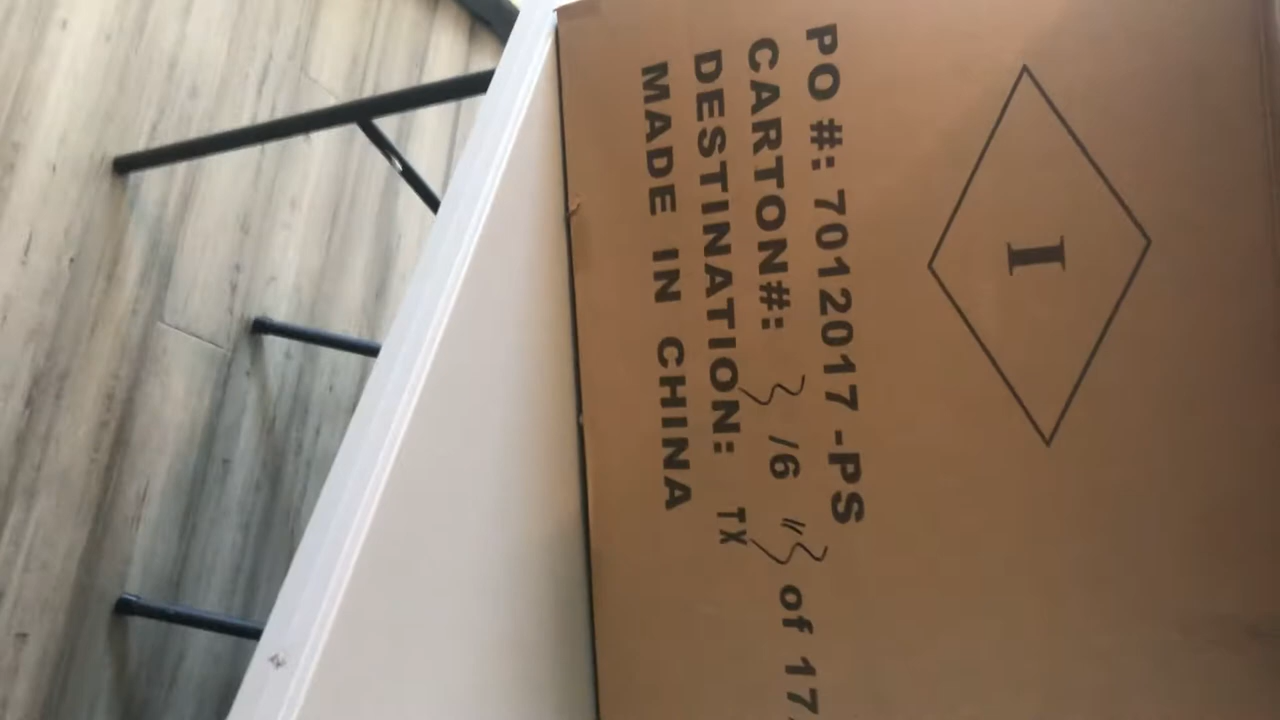 I
PO #: 7012017 -PS
CARTON#: /6 of 17
DESTINATION: TX
MADE IN CHINA